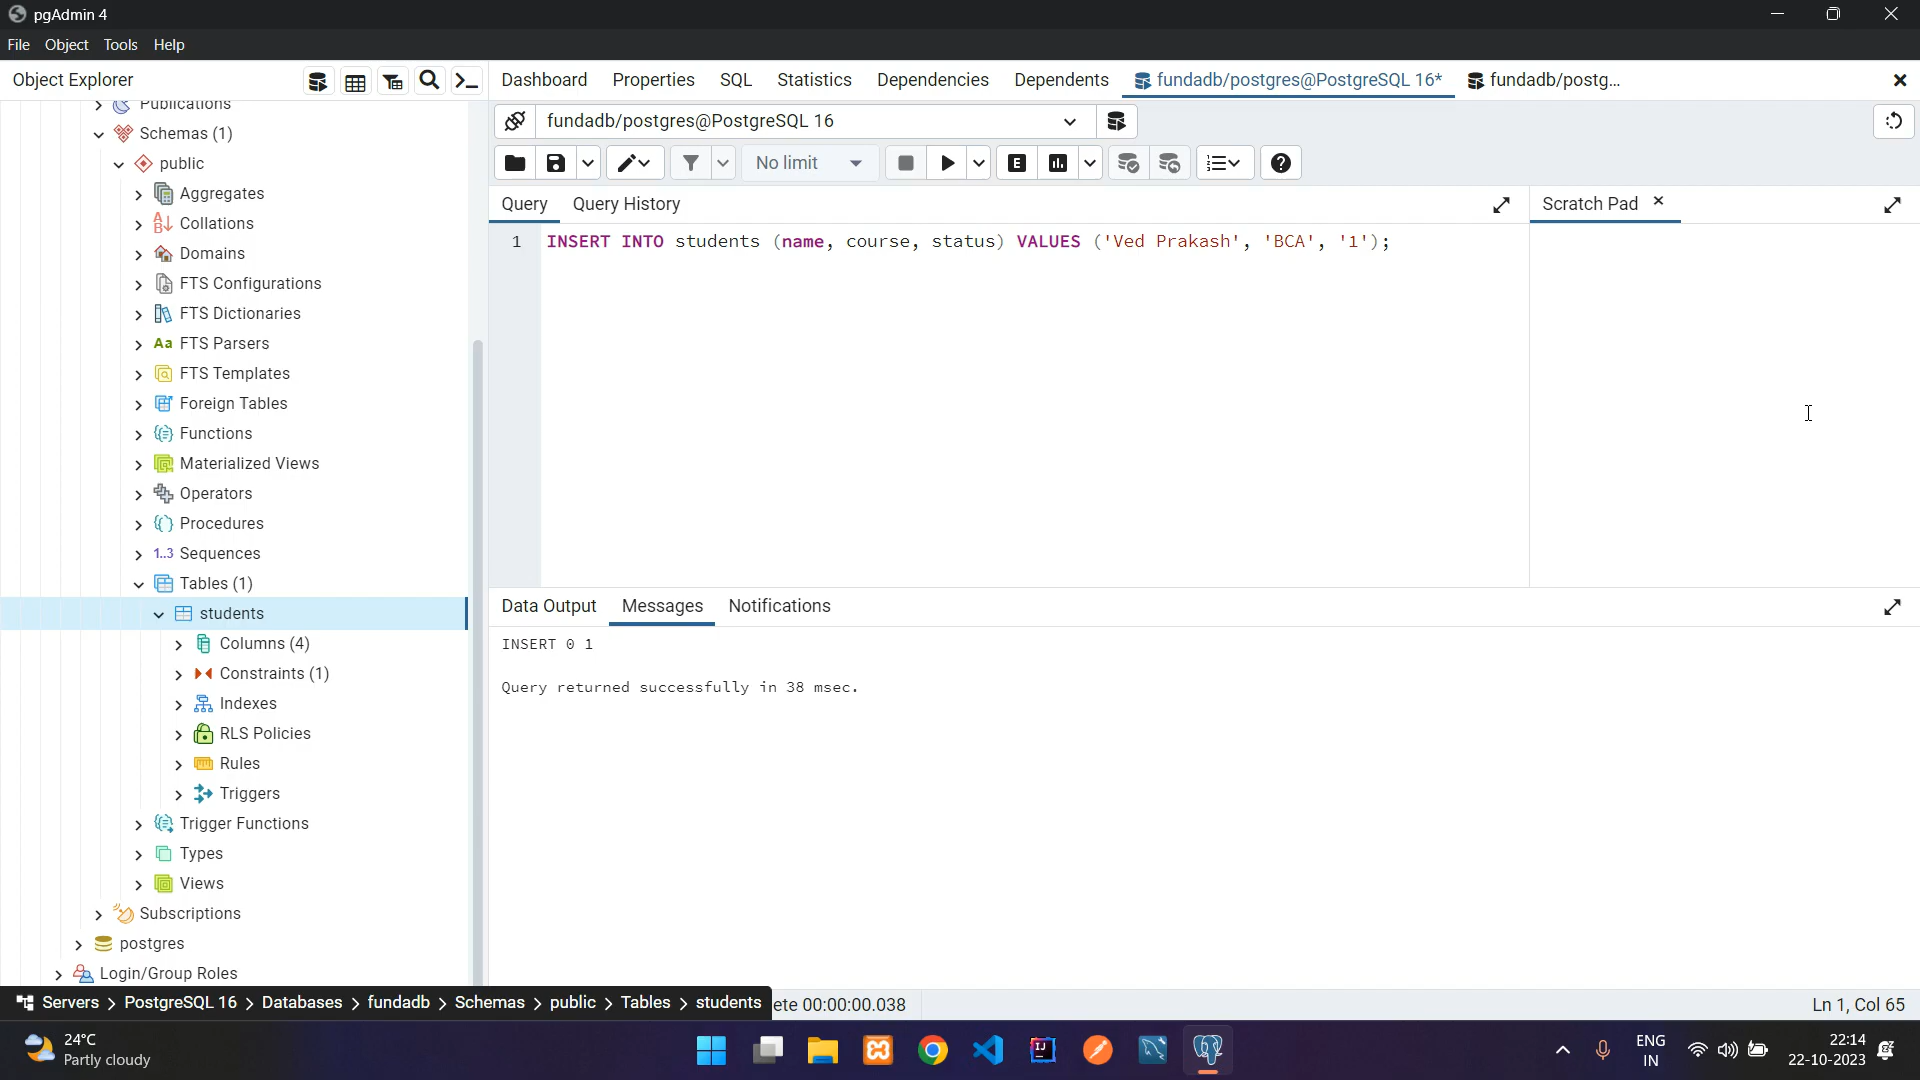 pgAdmin 4
File Object Tools Help
Object Explorer
Dashboard Properties SQL Statistics Dependencies Dependents fundadb/postgres@PostgreSQL 16* fundadb/postg...
Publications
Schemas (1)
public
Aggregates
Collations
Domains
FTS Configurations
FTS Dictionaries
Aa FTS Parsers
FTS Templates
Foreign Tables
Functions
Materialized Views
Operators
Procedures
1..3 Sequences
Tables (1)
students
Columns (4)
Constraints (1)
Indexes
RLS Policies
Rules
Triggers
Trigger Functions
Types
Views
Subscriptions
postgres
Login/Group Roles
fundadb/postgres@PostgreSQL 16
No limit
E
Query Query History
Scratch Pad
1 INSERT INTO students (name, course, status) VALUES ('Ved Prakash', 'BCA', '1');
Data Output Messages Notifications
INSERT 0 1
Query returned successfully in 38 msec.
Servers > PostgreSQL 16 > Databases > fundadb > Schemas > public > Tables > students
ete 00:00:00.038
Ln 1, Col 65
24°C
Partly cloudy
IJ
ENG
IN
22:14
22-10-2023